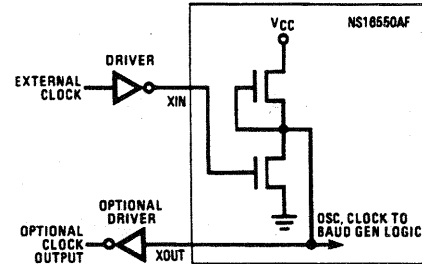 VCC
NS16550AF
DRIVER
EXTERNAL
CLOCK
XIN
OPTIONAL
DRIVER
OPTIONAL
CLOCK
OUTPUT
XOUT
OSC, CLOCK TO
BAUD GEN LOGIC